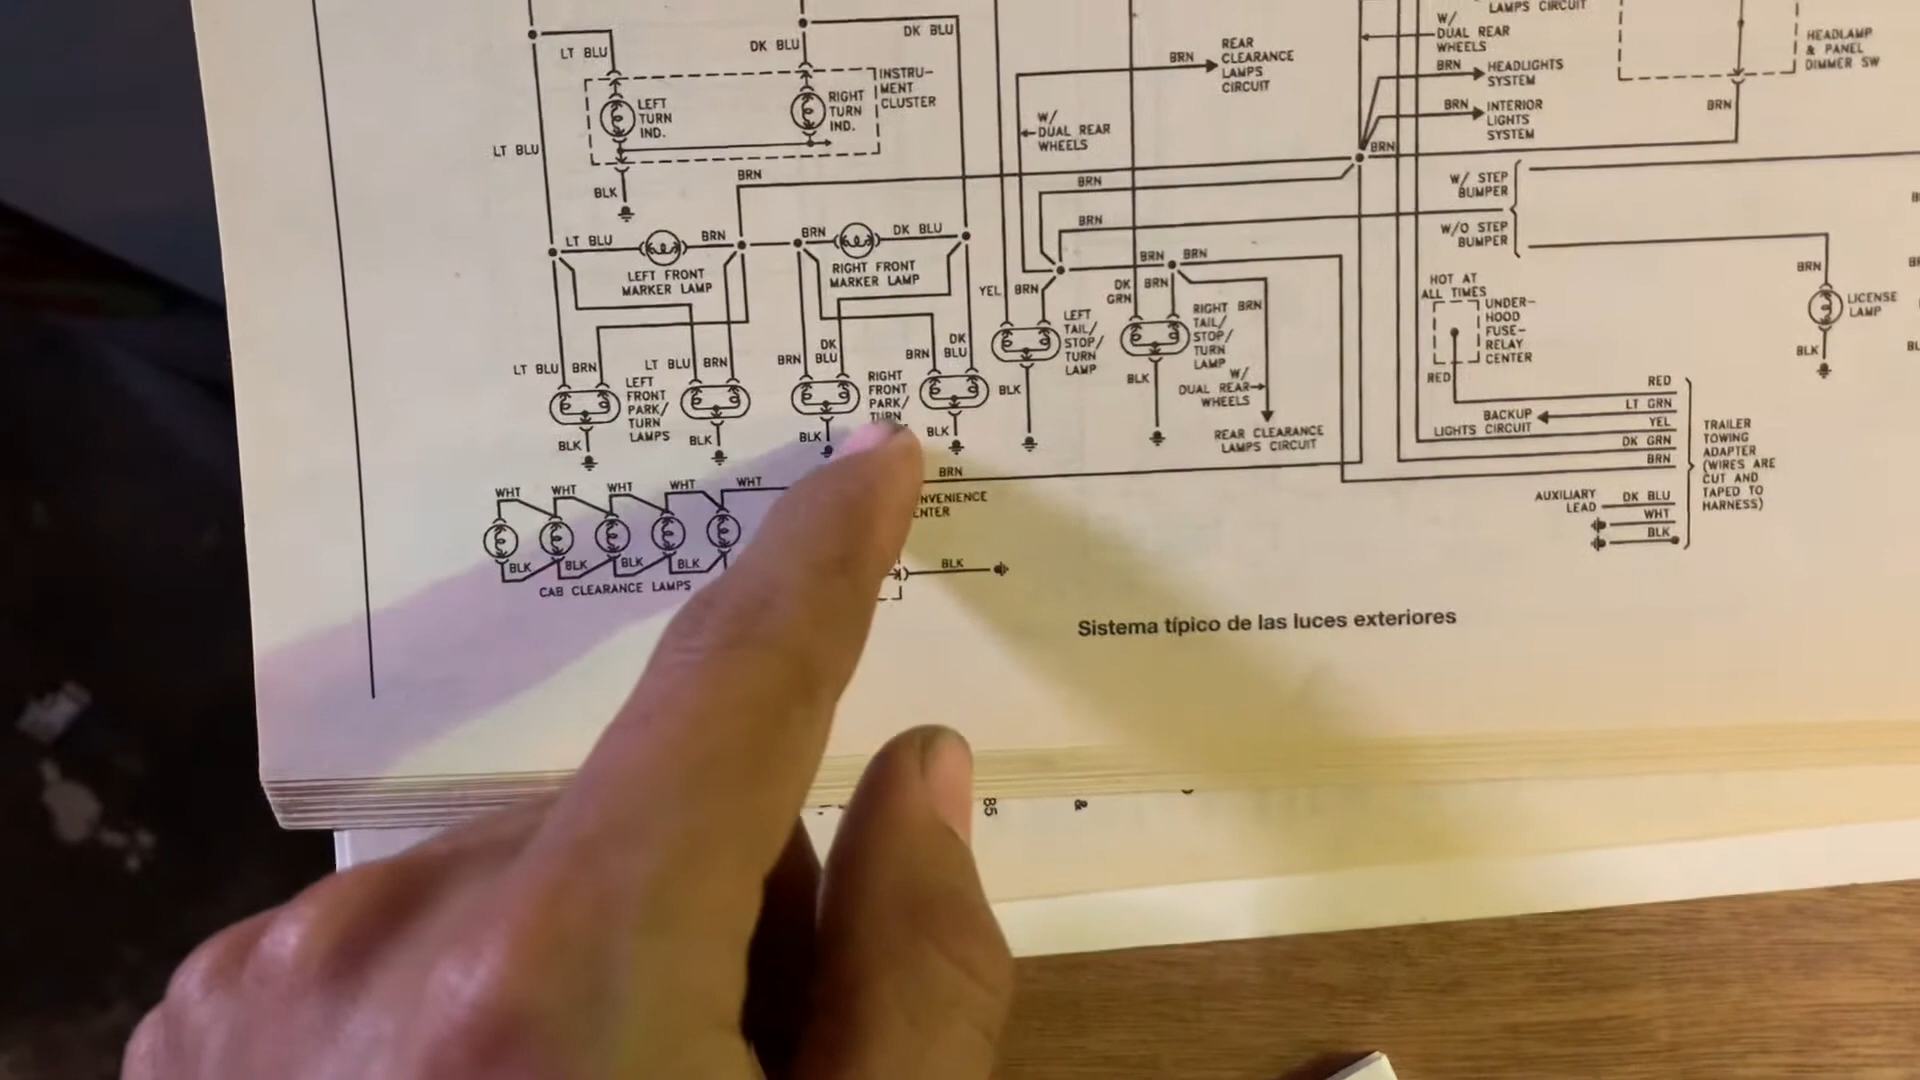 LT BLU
DK BLU
DK BLU
INSTRU-
MENT
CLUSTER
LEFT
TURN
IND.
RIGHT
TURN
IND.
LT BLU
BLK
BRN
REAR
CLEARANCE
LAMPS
CIRCUIT
W/
DUAL REAR
WHEELS
LAMPS CIRCUIT
W/
DUAL REAR
WHEELS
BRN
HEADLIGHTS
SYSTEM
BRN
INTERIOR
LIGHTS
SYSTEM
HEADLAMP
& PANEL
DIMMER SW
BRN
BRN
BRN
BRN
BRN
W/ STEP
BUMPER
W/O STEP
BUMPER
LT BLU
BRN
LEFT FRONT
MARKER LAMP
BRN
DK BLU
RIGHT FRONT
MARKER LAMP
BRN
BRN
YEL
BRN
DK
GRN
BRN
BRN
LEFT
TAIL/
STOP/
TURN
LAMP
RIGHT
TAIL/
STOP/
TURN
LAMP
W/
DUAL REAR
WHEELS
BLK
BLK
REAR CLEARANCE
LAMPS CIRCUIT
HOT AT
ALL TIMES
UNDER-
HOOD
FUSE-
RELAY
CENTER
RED
BRN
LICENSE
LAMP
BLK
LT BLU
BRN
LT BLU
BRN
BRN
DK
BLU
BRN
DK
BLU
LEFT
FRONT
PARK/
TURN
LAMPS
RIGHT
FRONT
PARK/
TURN
BLK
BLK
BLK
BLK
RED
LT GRN
BACKUP
LIGHTS CIRCUIT
YEL
DK GRN
BRN
AUXILIARY
LEAD
DK BLU
WHT
BLK
TRAILER
TOWING
ADAPTER
(WIRES ARE
CUT AND
TAPED TO
HARNESS)
WHT
WHT
WHT
WHT
WHT
BRN
BLK
BLK
BLK
BLK
CAB CLEARANCE LAMPS
BLK
Sistema típico de las luces exteriores
85
&